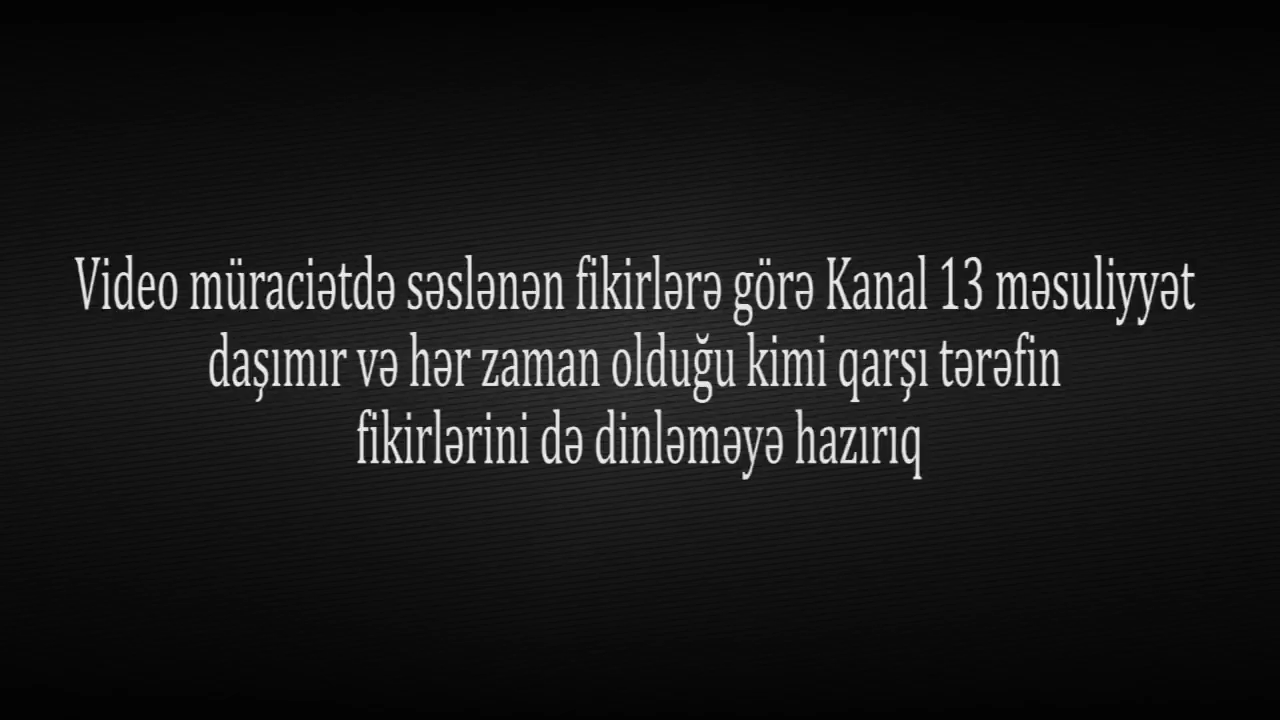 Video müraciətdə səslənən fikirlərə görə Kanal 13 məsuliyyət
daşımır və hər zaman olduğu kimi qarşı tərəfin
fikirlərini də dinləməyə hazırıq